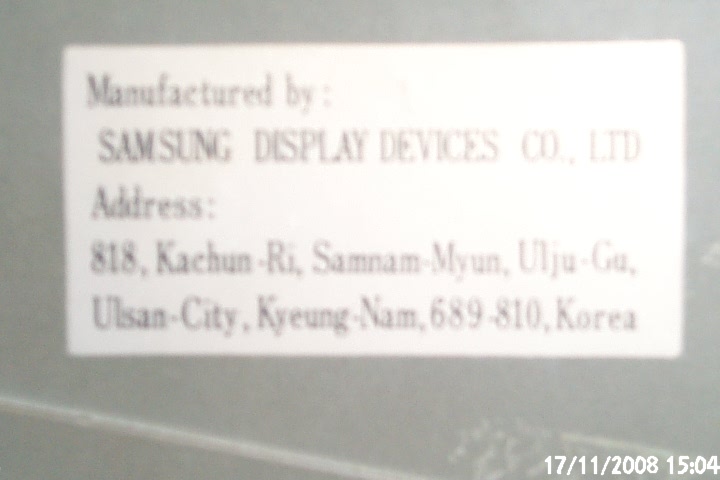 Manufactured by:
SAMSUNG DISPLAY DEVICES CO., LTD
Address:
818, Kachun-Ri, Samnam-Myun, Ulju-Gu,
Ulsan-City, Kyeung-Nam, 689-810, Korea
17/11/2008 15:04